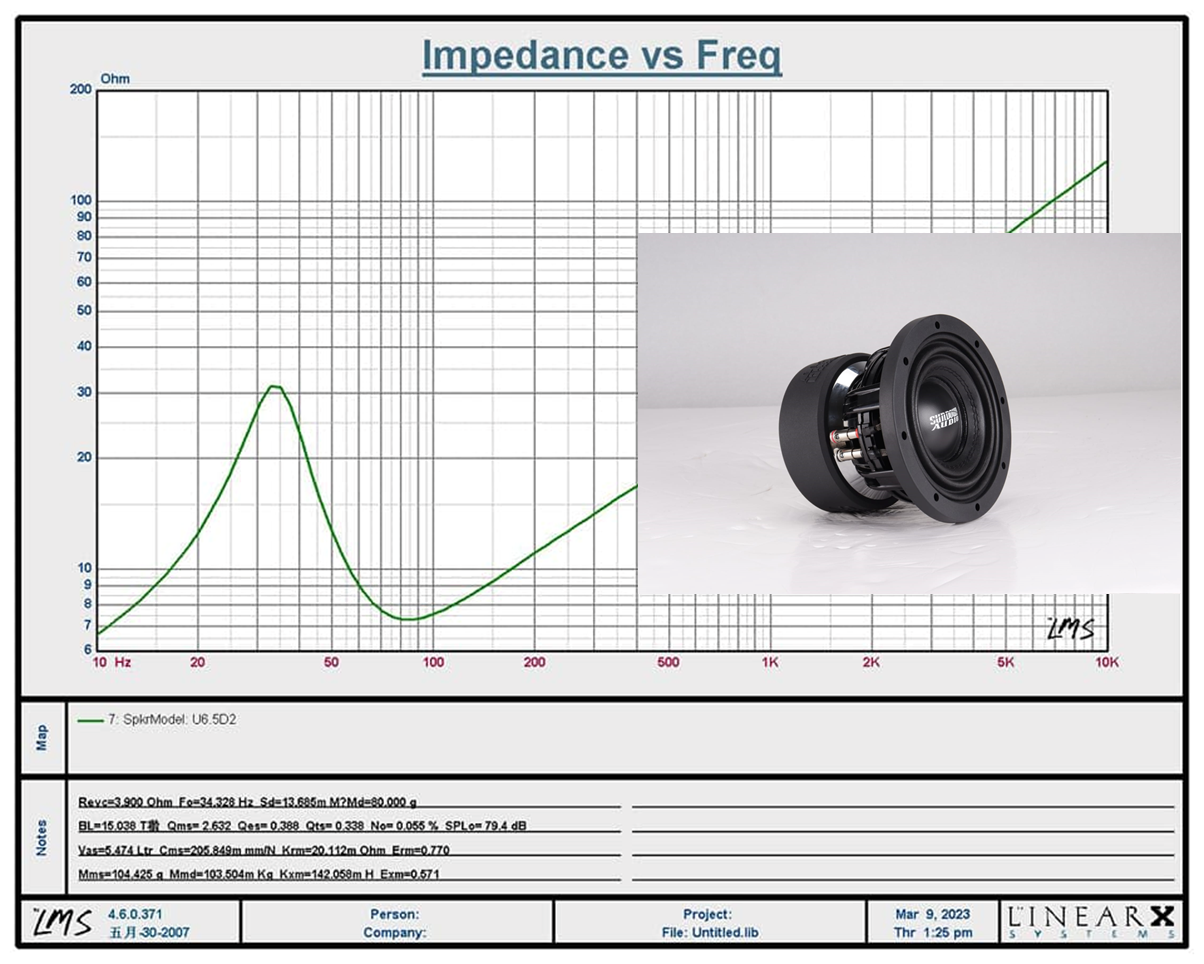 Impedance vs Freq
Ohm
200
100
90
80
70
60
50
40
30
20
10
9
8
7
6
10 Hz 20 50 100 200 500 1K 2K 5K 10K
LMS
SUNDOWN AUDIO
Map
7: SpkrModel: U6.5D2
Notes
Revc=3.900 Ohm Fo=34.328 Hz Sd=13.685m M?Md=80.000 g
BL=15.038 T Qms= 2.632 Qes= 0.388 Qts= 0.338 No= 0.055 % SPLo= 79.4 dB
Vas=5.474 Ltr Cms=205.849m mm/N Krm=20.112m Ohm Erm=0.770
Mms=104.425 g Mmd=103.504m Kg Kxm=142.058m H Exm=0.571
LMS
4.6.0.371
五月-30-2007
Person:
Company:
Project:
File: Untitled.lib
Mar 9, 2023
Thr 1:25 pm
LINEARX
SYSTEMS